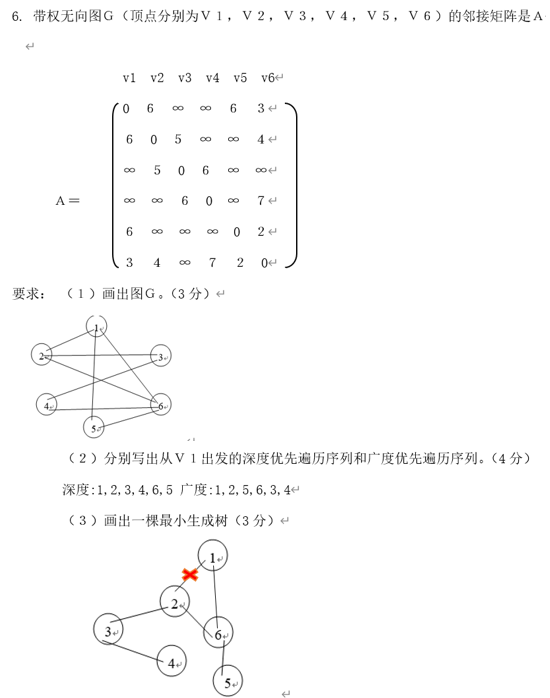 6. 带权无向图G(顶点分别为V1,V2,V3,V4,V5,V6)的邻接矩阵是A
v1 v2 v3 v4 v5 v6
0 6 ∞ ∞ 6 3
6 0 5 ∞ ∞ 4
∞ 5 0 6 ∞ ∞
A= ∞ ∞ 6 0 ∞ 7
6 ∞ ∞ ∞ 0 2
3 4 ∞ 7 2 0
要求: (1)画出图G。(3分)
1
2 3
4 6
5
(2)分别写出从V1出发的深度优先遍历序列和广度优先遍历序列。(4分)
深度:1,2,3,4,6,5 广度:1,2,5,6,3,4
(3)画出一棵最小生成树(3分)
1
2
3 6
4
5